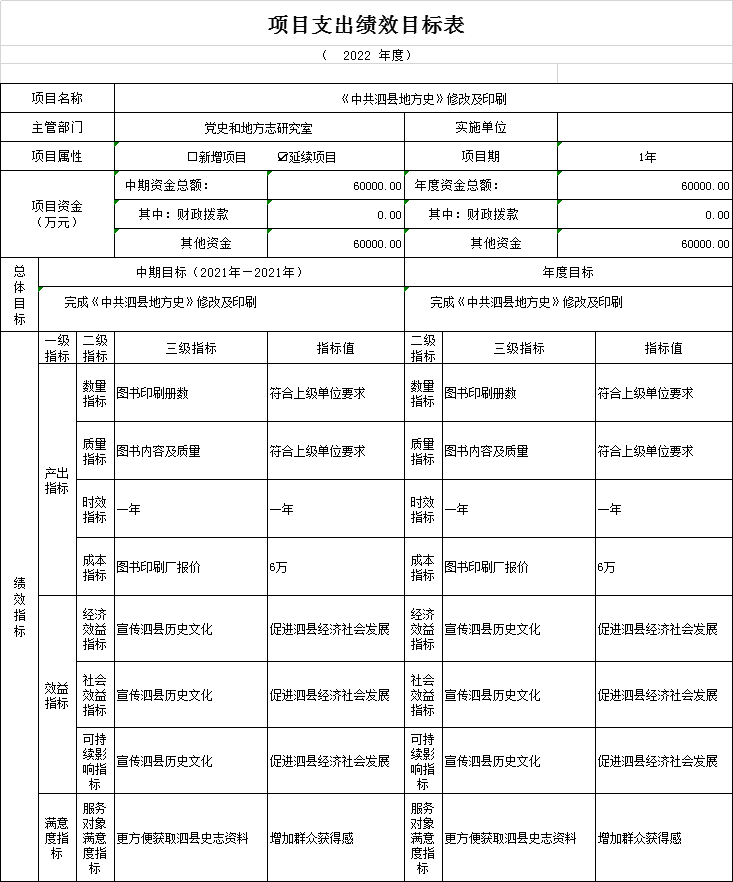 项目支出绩效目标表
（ 2022 年度）
项目名称 《中共泗县地方史》修改及印刷
主管部门 党史和地方志研究室 实施单位
项目属性 ☐新增项目 ☑延续项目 项目期 1年
项目资金
（万元）
中期资金总额： 60000.00 年度资金总额： 60000.00
其中：财政拨款 0.00 其中：财政拨款 0.00
其他资金 60000.00 其他资金 60000.00
总体目标
中期目标（2021年—2021年） 年度目标
完成《中共泗县地方史》修改及印刷 完成《中共泗县地方史》修改及印刷
绩效指标
一级指标 二级指标 三级指标 指标值 二级指标 三级指标 指标值
产出指标
数量指标 图书印刷册数 符合上级单位要求 数量指标 图书印刷册数 符合上级单位要求
质量指标 图书内容及质量 符合上级单位要求 质量指标 图书内容及质量 符合上级单位要求
时效指标 一年 一年 时效指标 一年 一年
成本指标 图书印刷厂报价 6万 成本指标 图书印刷厂报价 6万
效益指标
经济效益指标 宣传泗县历史文化 促进泗县经济社会发展 经济效益指标 宣传泗县历史文化 促进泗县经济社会发展
社会效益指标 宣传泗县历史文化 促进泗县经济社会发展 社会效益指标 宣传泗县历史文化 促进泗县经济社会发展
可持续影响指标 宣传泗县历史文化 促进泗县经济社会发展 可持续影响指标 宣传泗县历史文化 促进泗县经济社会发展
满意度指标
服务对象满意度指标 更方便获取泗县史志资料 增加群众获得感 服务对象满意度指标 更方便获取泗县史志资料 增加群众获得感